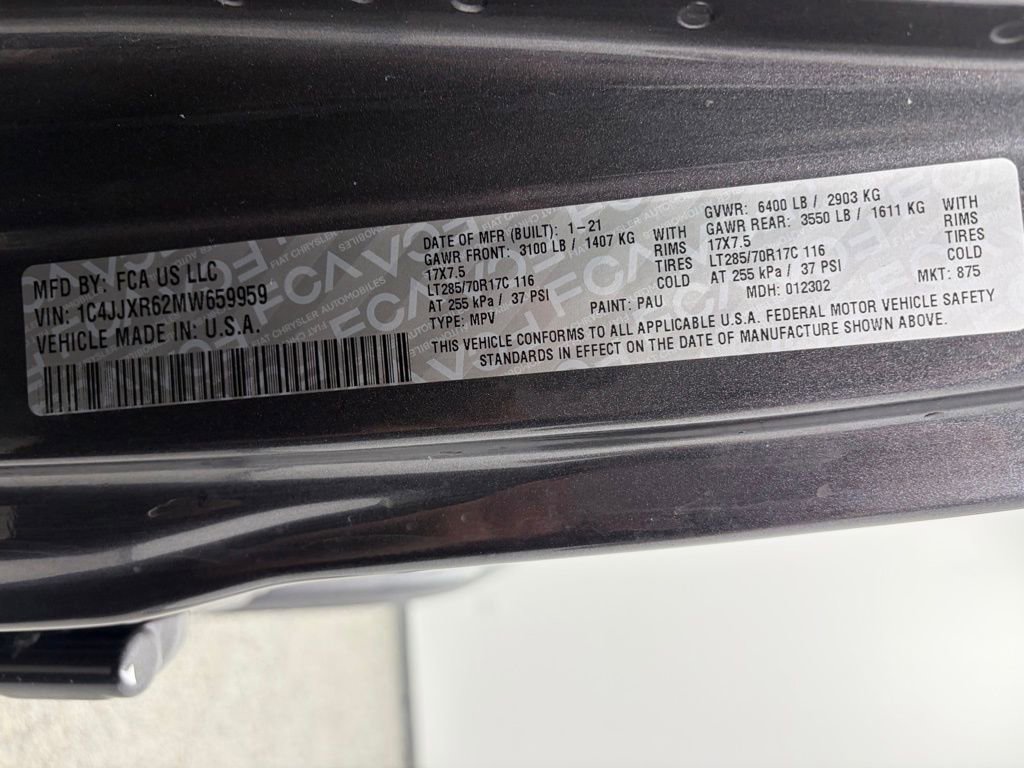 MFD BY: FCA US LLC
VIN: 1C4JJXR62MW659959
VEHICLE MADE IN: U.S.A.
DATE OF MFR (BUILT): 1-21
GAWR FRONT: 3100 LB / 1407 KG WITH
17X7.5 RIMS
LT285/70R17C 116 TIRES
AT 255 kPa / 37 PSI COLD
TYPE: MPV PAINT: PAU
GVWR: 6400 LB / 2903 KG
GAWR REAR: 3550 LB / 1611 KG WITH
17X7.5 RIMS
LT285/70R17C 116 TIRES
AT 255 kPa / 37 PSI COLD
MDH: 012302 MKT: 875
THIS VEHICLE CONFORMS TO ALL APPLICABLE U.S.A. FEDERAL MOTOR VEHICLE SAFETY
STANDARDS IN EFFECT ON THE DATE OF MANUFACTURE SHOWN ABOVE.
FCA
FIAT CHRYSLER AUTOMOBILES